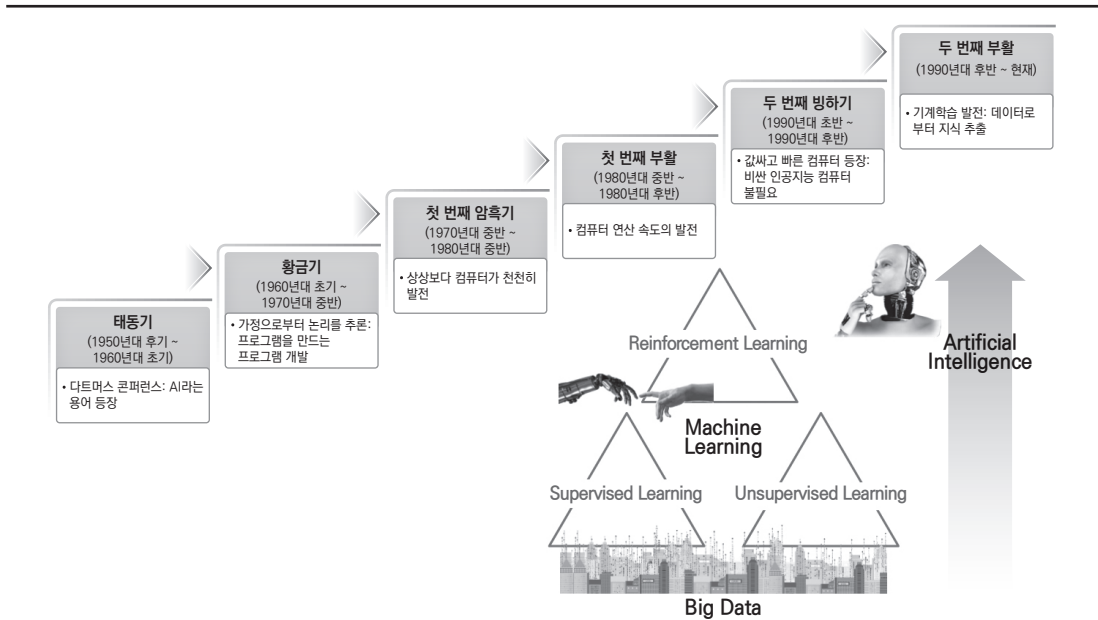 태동기
(1950년대 후기 ~
1960년대 초기)
• 다트머스 콘퍼런스: AI라는
용어 등장
황금기
(1960년대 초기 ~
1970년대 중반)
• 가정으로부터 논리를 추론:
프로그램을 만드는
프로그램 개발
첫 번째 암흑기
(1970년대 중반 ~
1980년대 중반)
• 상상보다 컴퓨터가 천천히
발전
첫 번째 부활
(1980년대 중반 ~
1980년대 후반)
• 컴퓨터 연산 속도의 발전
두 번째 빙하기
(1990년대 초반 ~
1990년대 후반)
• 값싸고 빠른 컴퓨터 등장:
비싼 인공지능 컴퓨터
불필요
두 번째 부활
(1990년대 후반 ~ 현재)
• 기계학습 발전: 데이터로
부터 지식 추출
Reinforcement Learning
Machine
Learning
Supervised Learning
Unsupervised Learning
Big Data
Artificial
Intelligence